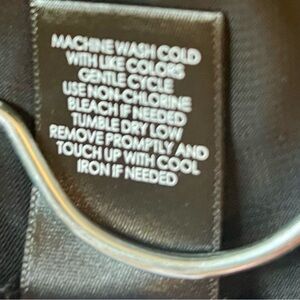 MACHINE WASH COLD
WITH LIKE COLORS
GENTLE CYCLE
USE NON-CHLORINE
BLEACH IF NEEDED
TUMBLE DRY LOW
REMOVE PROMPTLY AND
TOUCH UP WITH COOL
IRON IF NEEDED